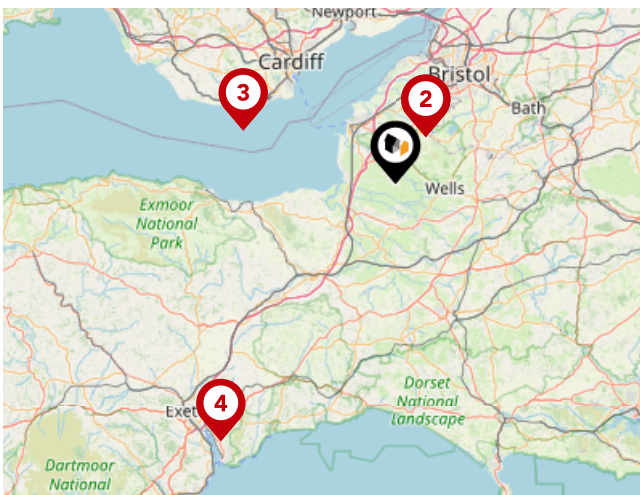 Newport
Cardiff
3
Bristol
2
Bath
Wells
Exmoor
National
Park
4
Exet
Dorset
National
Landscape
Dartmoor
National